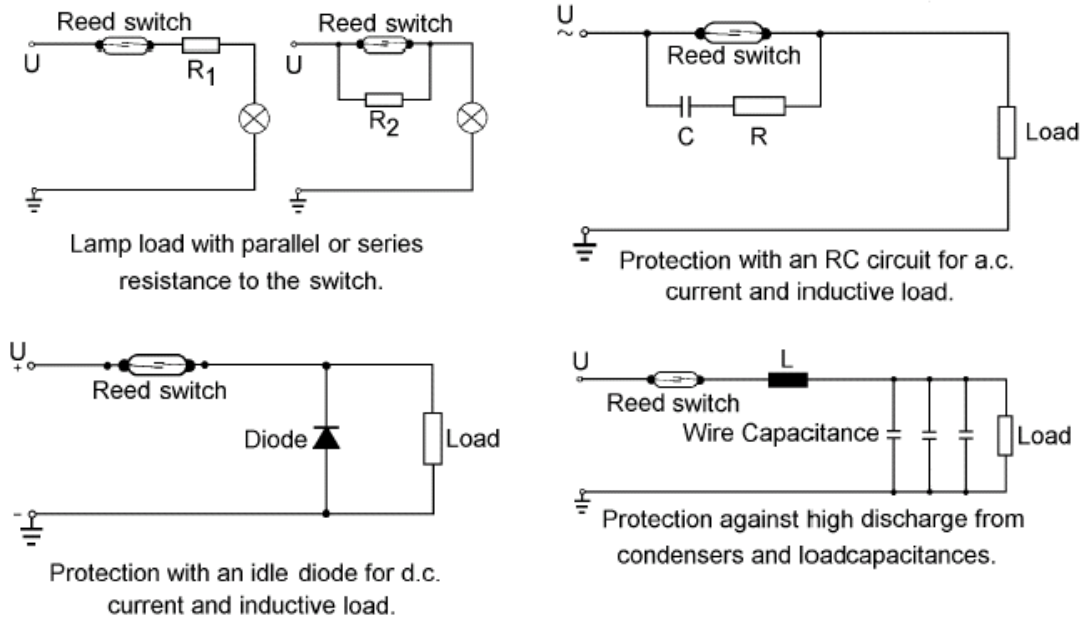 Reed switch
U
R1
Reed switch
U
R2
Lamp load with parallel or series
resistance to the switch.
U
~
Reed switch
C R
Load
Protection with an RC circuit for a.c.
current and inductive load.
U
+
Reed switch
Diode
Load
-
Protection with an idle diode for d.c.
current and inductive load.
U
L
Reed switch
Wire Capacitance
Load
Protection against high discharge from
condensers and loadcapacitances.